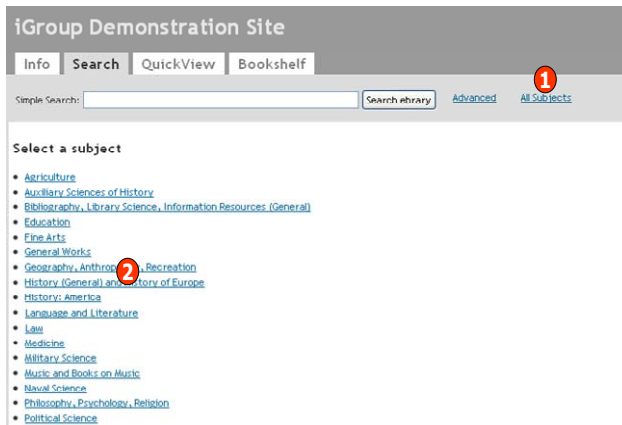 iGroup Demonstration Site
Info Search QuickView Bookshelf
1
Simple Search: Search ebrary Advanced All Subjects
Select a subject
• Agriculture
• Auxiliary Sciences of History
• Bibliography, Library Science, Information Resources (General)
• Education
• Fine Arts
• General Works
• Geography, Recreation
2
• History (General) and History of Europe
• History: America
• Language and Literature
• Law
• Medicine
• Military Science
• Music and Books on Music
• Naval Science
• Philosophy, Psychology, Religion
• Political Science